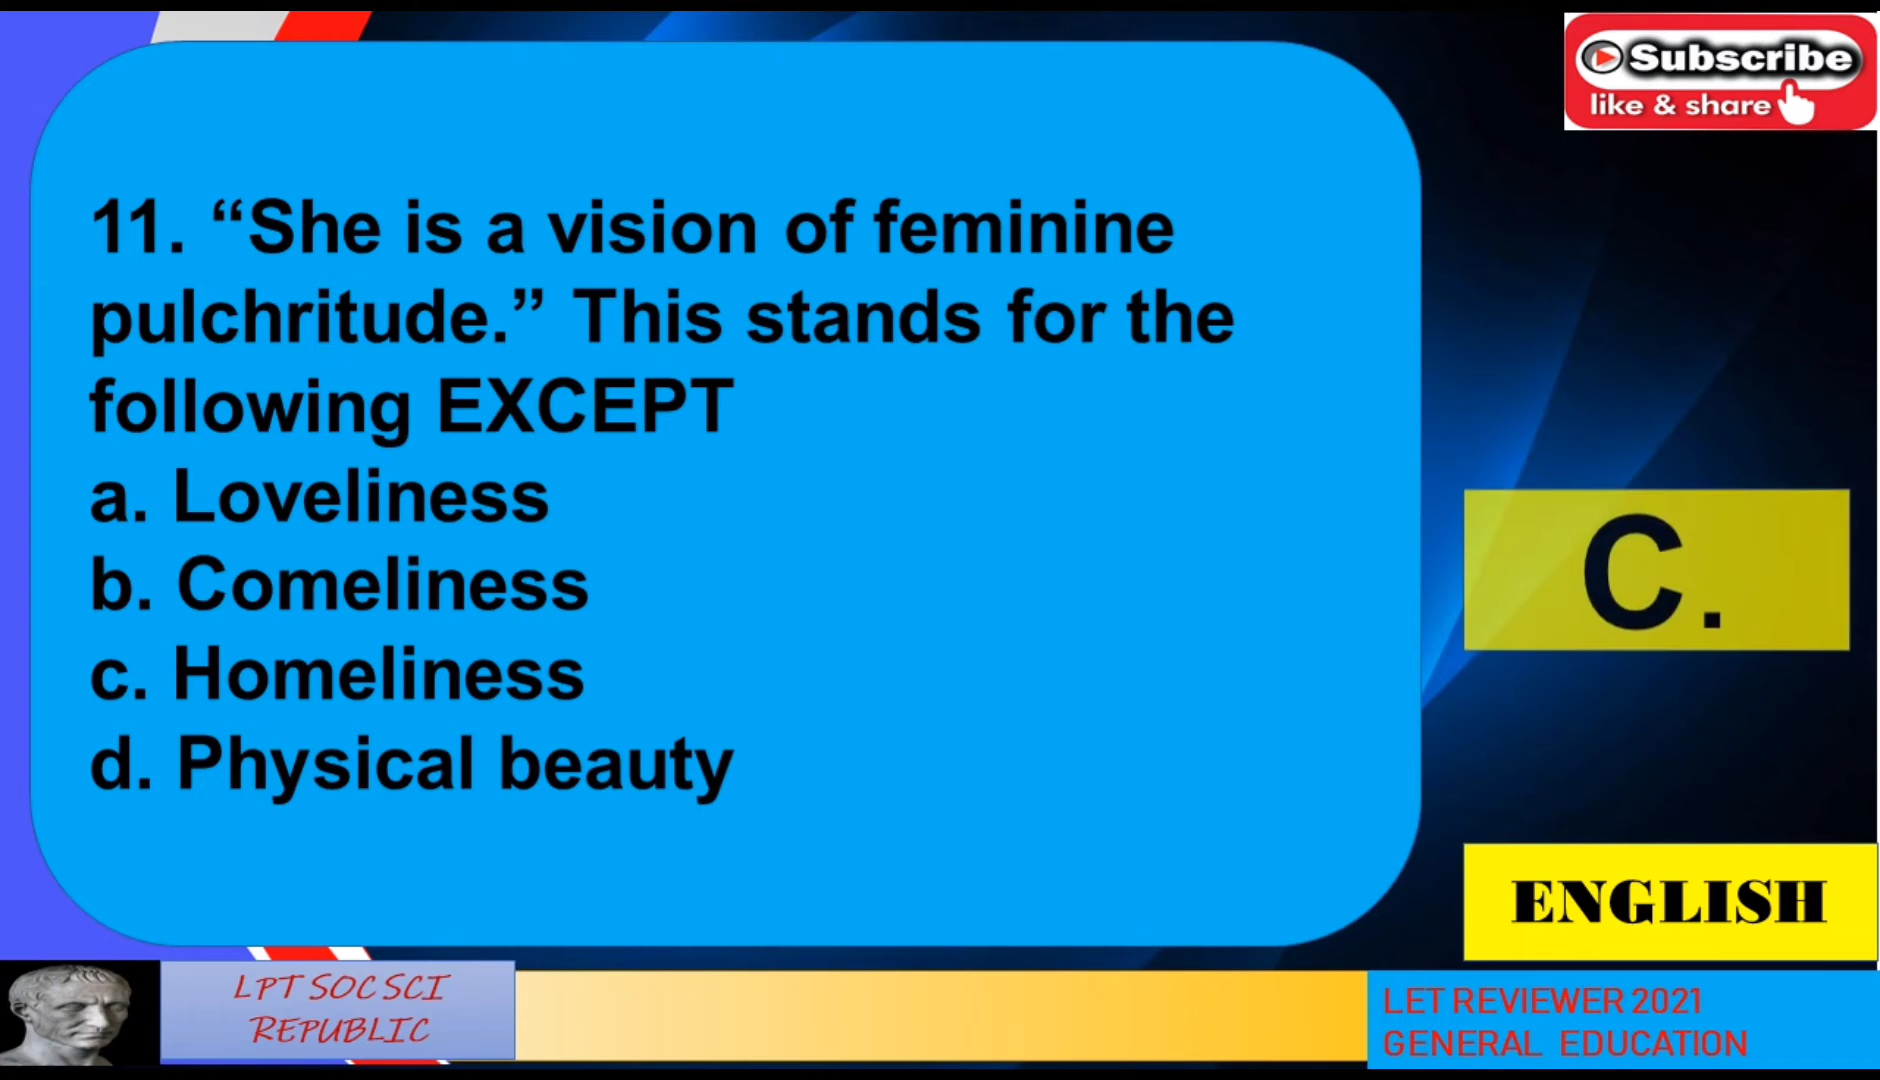 Subscribe
like & share
11. “She is a vision of feminine
pulchritude.” This stands for the
following EXCEPT
a. Loveliness
b. Comeliness
c. Homeliness
d. Physical beauty
C.
ENGLISH
LPT SOC SCI
REPUBLIC
LET REVIEWER 2021
GENERAL EDUCATION